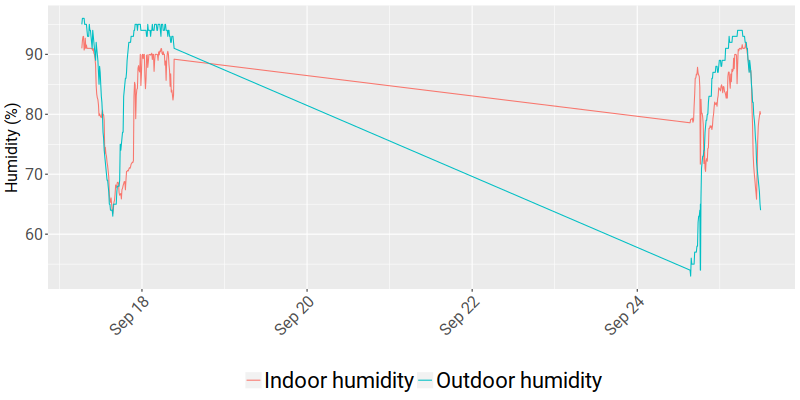 Humidity (%)
90
80
70
60
Sep 18
Sep 20
Sep 22
Sep 24
Indoor humidity
Outdoor humidity